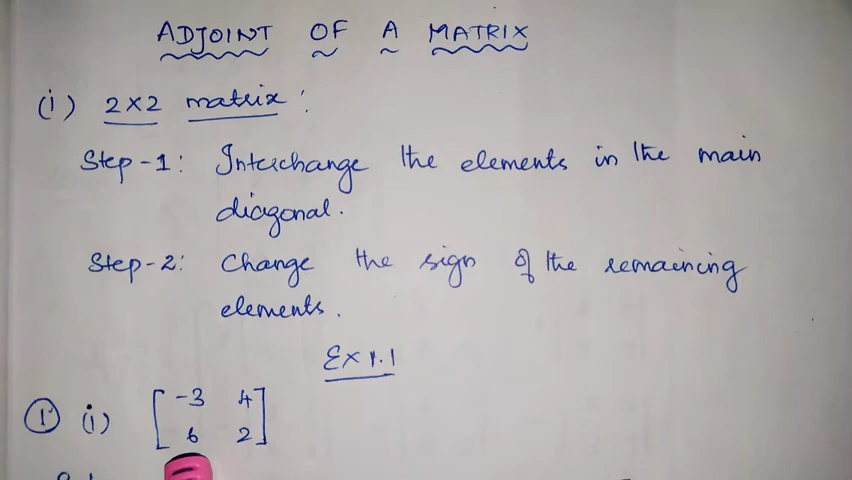 ADJOINT OF A MATRIX
(i) 2×2 matrix:
Step-1: Interchange the elements in the main
diagonal.
Step-2: Change the sign of the remaining
elements.
Ex 1.1
① (i) [ -3 4
6 2 ]